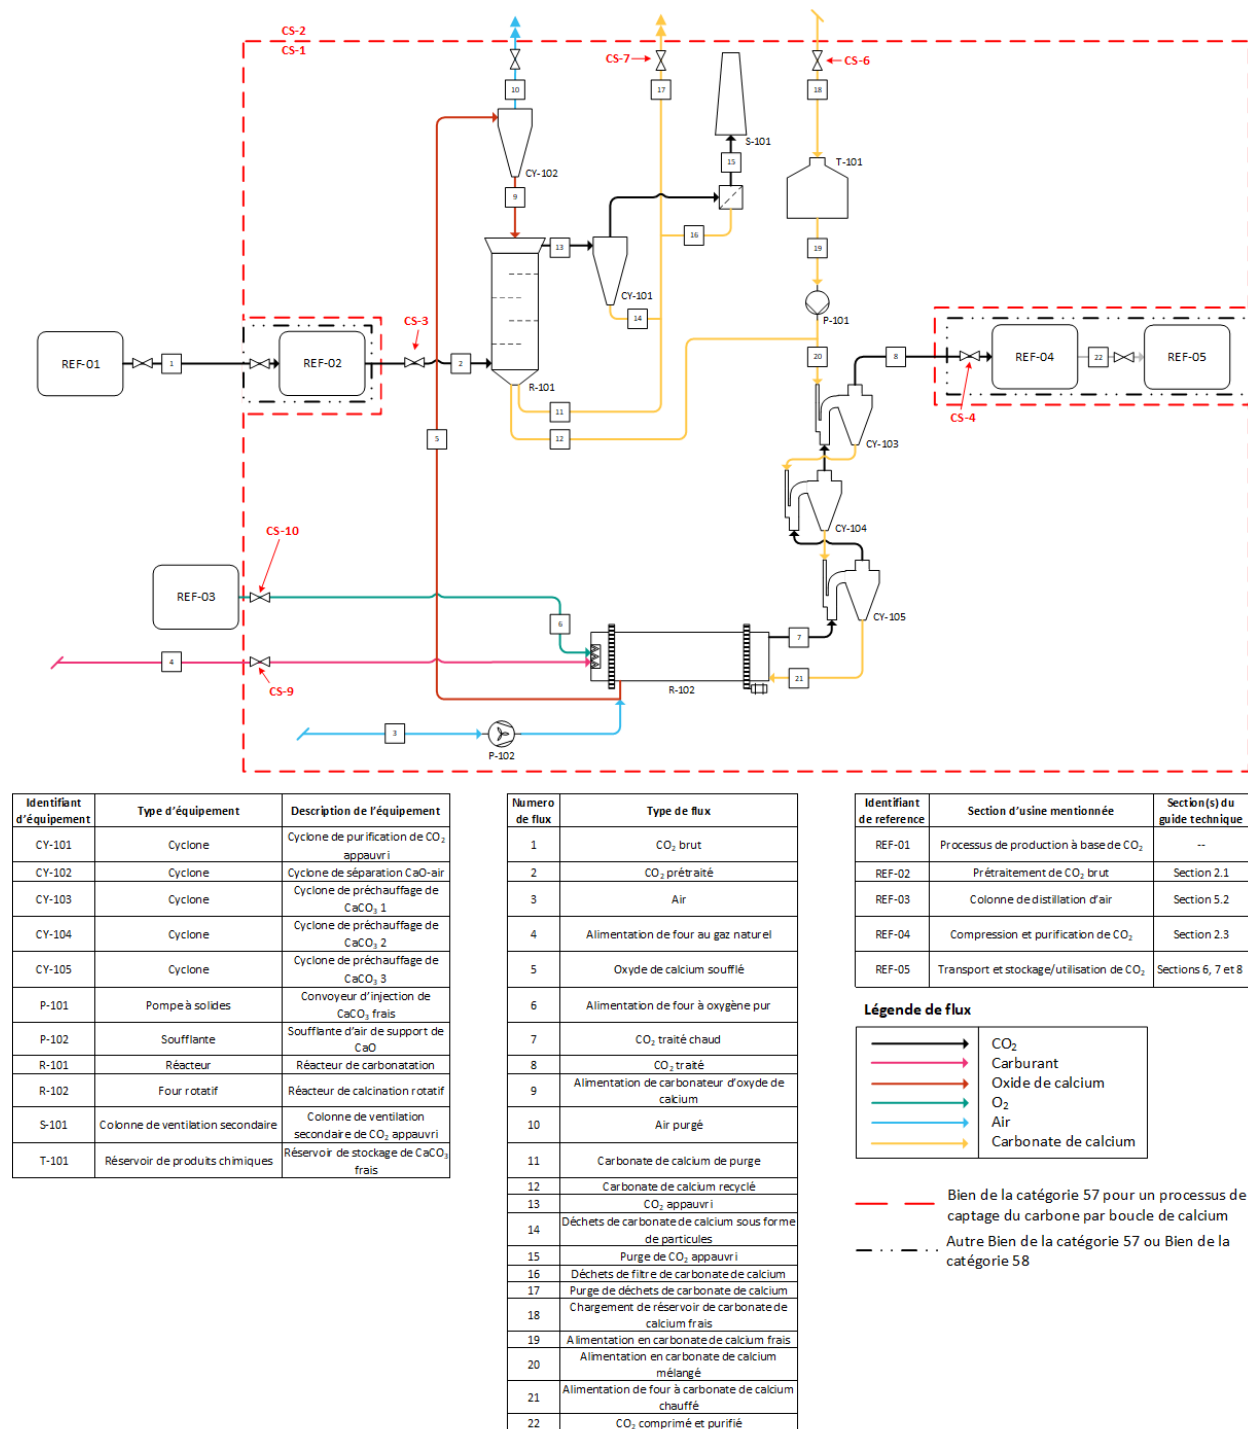 CS-2
CS-1
CS-7
CS-6
10
17
18
S-101
15
T-101
CY-102
9
16
13
19
CY-101
14
P-101
CS-3
REF-01
1
REF-02
2
R-101
20
8
REF-04
22
REF-05
CS-4
11
12
5
CY-103
CY-104
CS-10
REF-03
6
CY-105
7
4
CS-9
R-102
21
3
P-102
Identifiant d'équipement
Type d'équipement
Description de l'équipement
CY-101
Cyclone
Cyclone de purification de CO₂ appauvri
CY-102
Cyclone
Cyclone de séparation CaO-air
CY-103
Cyclone
Cyclone de préchauffage de CaCO₃ 1
CY-104
Cyclone
Cyclone de préchauffage de CaCO₃ 2
CY-105
Cyclone
Cyclone de préchauffage de CaCO₃ 3
P-101
Pompe à solides
Convoyeur d'injection de CaCO₃ frais
P-102
Soufflante
Soufflante d'air de support de CaO
R-101
Réacteur
Réacteur de carbonatation
R-102
Four rotatif
Réacteur de calcination rotatif
S-101
Colonne de ventilation secondaire
Colonne de ventilation secondaire de CO₂ appauvri
T-101
Réservoir de produits chimiques
Réservoir de stockage de CaCO₃ frais
Numero de flux
Type de flux
1
CO₂ brut
2
CO₂ prétraité
3
Air
4
Alimentation de four au gaz naturel
5
Oxyde de calcium soufflé
6
Alimentation de four à oxygène pur
7
CO₂ traité chaud
8
CO₂ traité
9
Alimentation de carbonateur d'oxyde de calcium
10
Air purgé
11
Carbonate de calcium de purge
12
Carbonate de calcium recyclé
13
CO₂ appauvri
14
Déchets de carbonate de calcium sous forme de particules
15
Purge de CO₂ appauvri
16
Déchets de filtre de carbonate de calcium
17
Purge de déchets de carbonate de calcium
18
Chargement de réservoir de carbonate de calcium frais
19
Alimentation en carbonate de calcium frais
20
Alimentation en carbonate de calcium mélangé
21
Alimentation de four à carbonate de calcium chauffé
22
CO₂ comprimé et purifié
Identifiant de reference
Section d'usine mentionnée
Section(s) du guide technique
REF-01
Processus de production à base de CO₂
--
REF-02
Prétraitement de CO₂ brut
Section 2.1
REF-03
Colonne de distillation d'air
Section 5.2
REF-04
Compression et purification de CO₂
Section 2.3
REF-05
Transport et stockage/utilisation de CO₂
Sections 6, 7 et 8
Légende de flux
CO₂
Carburant
Oxide de calcium
O₂
Air
Carbonate de calcium
Bien de la catégorie 57 pour un processus de
captage du carbone par boucle de calcium
Autre Bien de la catégorie 57 ou Bien de la
catégorie 58